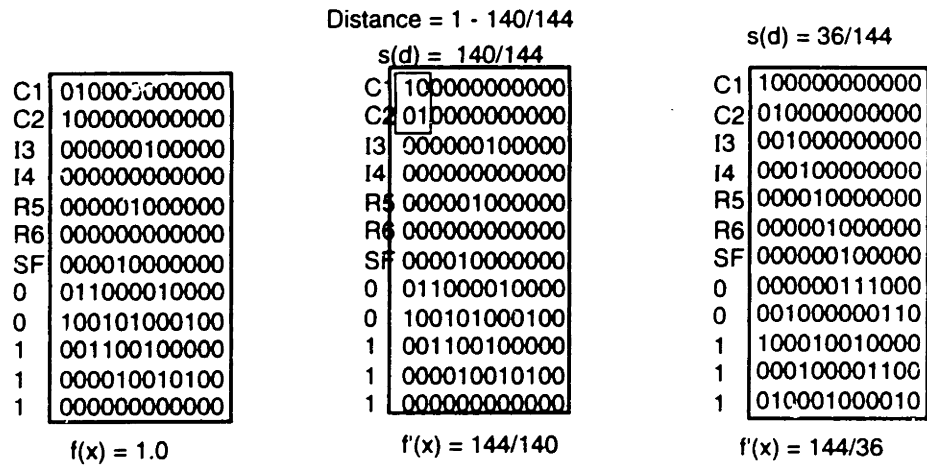 Distance = 1 - 140/144
s(d) = 140/144
s(d) = 36/144
C1 010000000000
C2 100000000000
I3 000000100000
I4 000000000000
R5 000001000000
R6 000000000000
SF 000010000000
0 011000010000
0 100101000100
1 001100100000
1 000010010100
1 000000000000
f(x) = 1.0
C1 100000000000
C2 010000000000
I3 000000100000
I4 000000000000
R5 000001000000
R6 000000000000
SF 000010000000
0 011000010000
0 100101000100
1 001100100000
1 000010010100
1 000000000000
f'(x) = 144/140
C1 100000000000
C2 010000000000
I3 001000000000
I4 000100000000
R5 000010000000
R6 000001000000
SF 000000100000
0 000000111000
0 001000000110
1 100010010000
1 000100001100
1 010001000010
f'(x) = 144/36